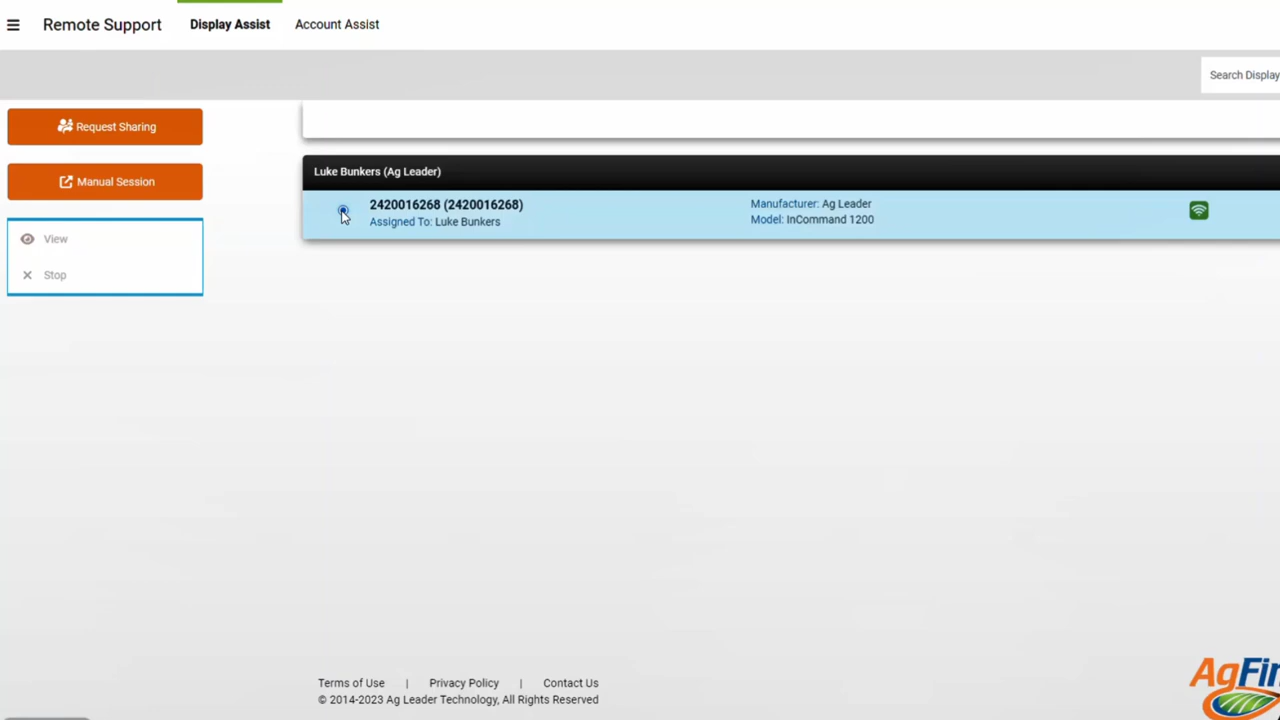 Remote Support
Display Assist
Account Assist
Search Display
Request Sharing
Manual Session
View
Stop
Luke Bunkers (Ag Leader)
2420016268 (2420016268)
Assigned To: Luke Bunkers
Manufacturer: Ag Leader
Model: InCommand 1200
Terms of Use | Privacy Policy | Contact Us
© 2014-2023 Ag Leader Technology, All Rights Reserved